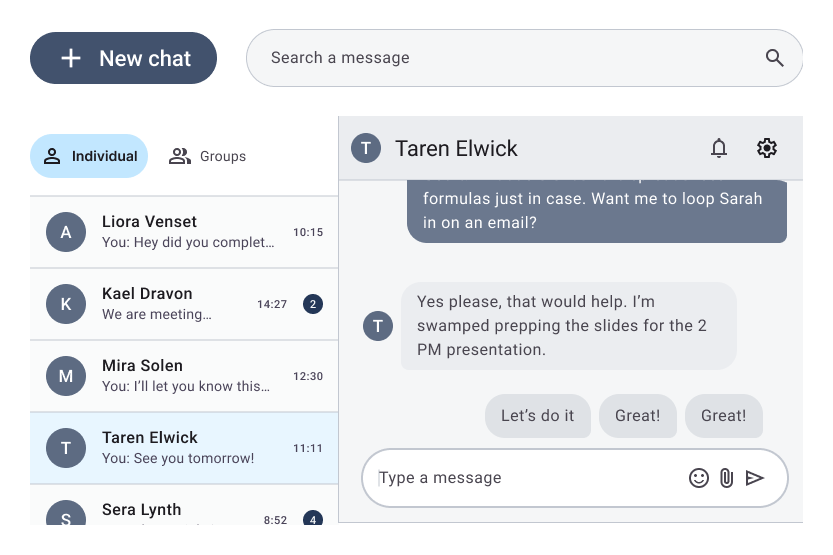 New chat
Search a message
Individual
Groups
A
Liora Venset
You: Hey did you complet...
10:15
K
Kael Dravon
We are meeting...
14:27
2
M
Mira Solen
You: I'll let you know this...
12:30
T
Taren Elwick
You: See you tomorrow!
11:11
S
Sera Lynth
8:52
4
T
Taren Elwick
formulas just in case. Want me to loop Sarah
in on an email?
T
Yes please, that would help. I'm
swamped prepping the slides for the 2
PM presentation.
Let's do it
Great!
Great!
Type a message